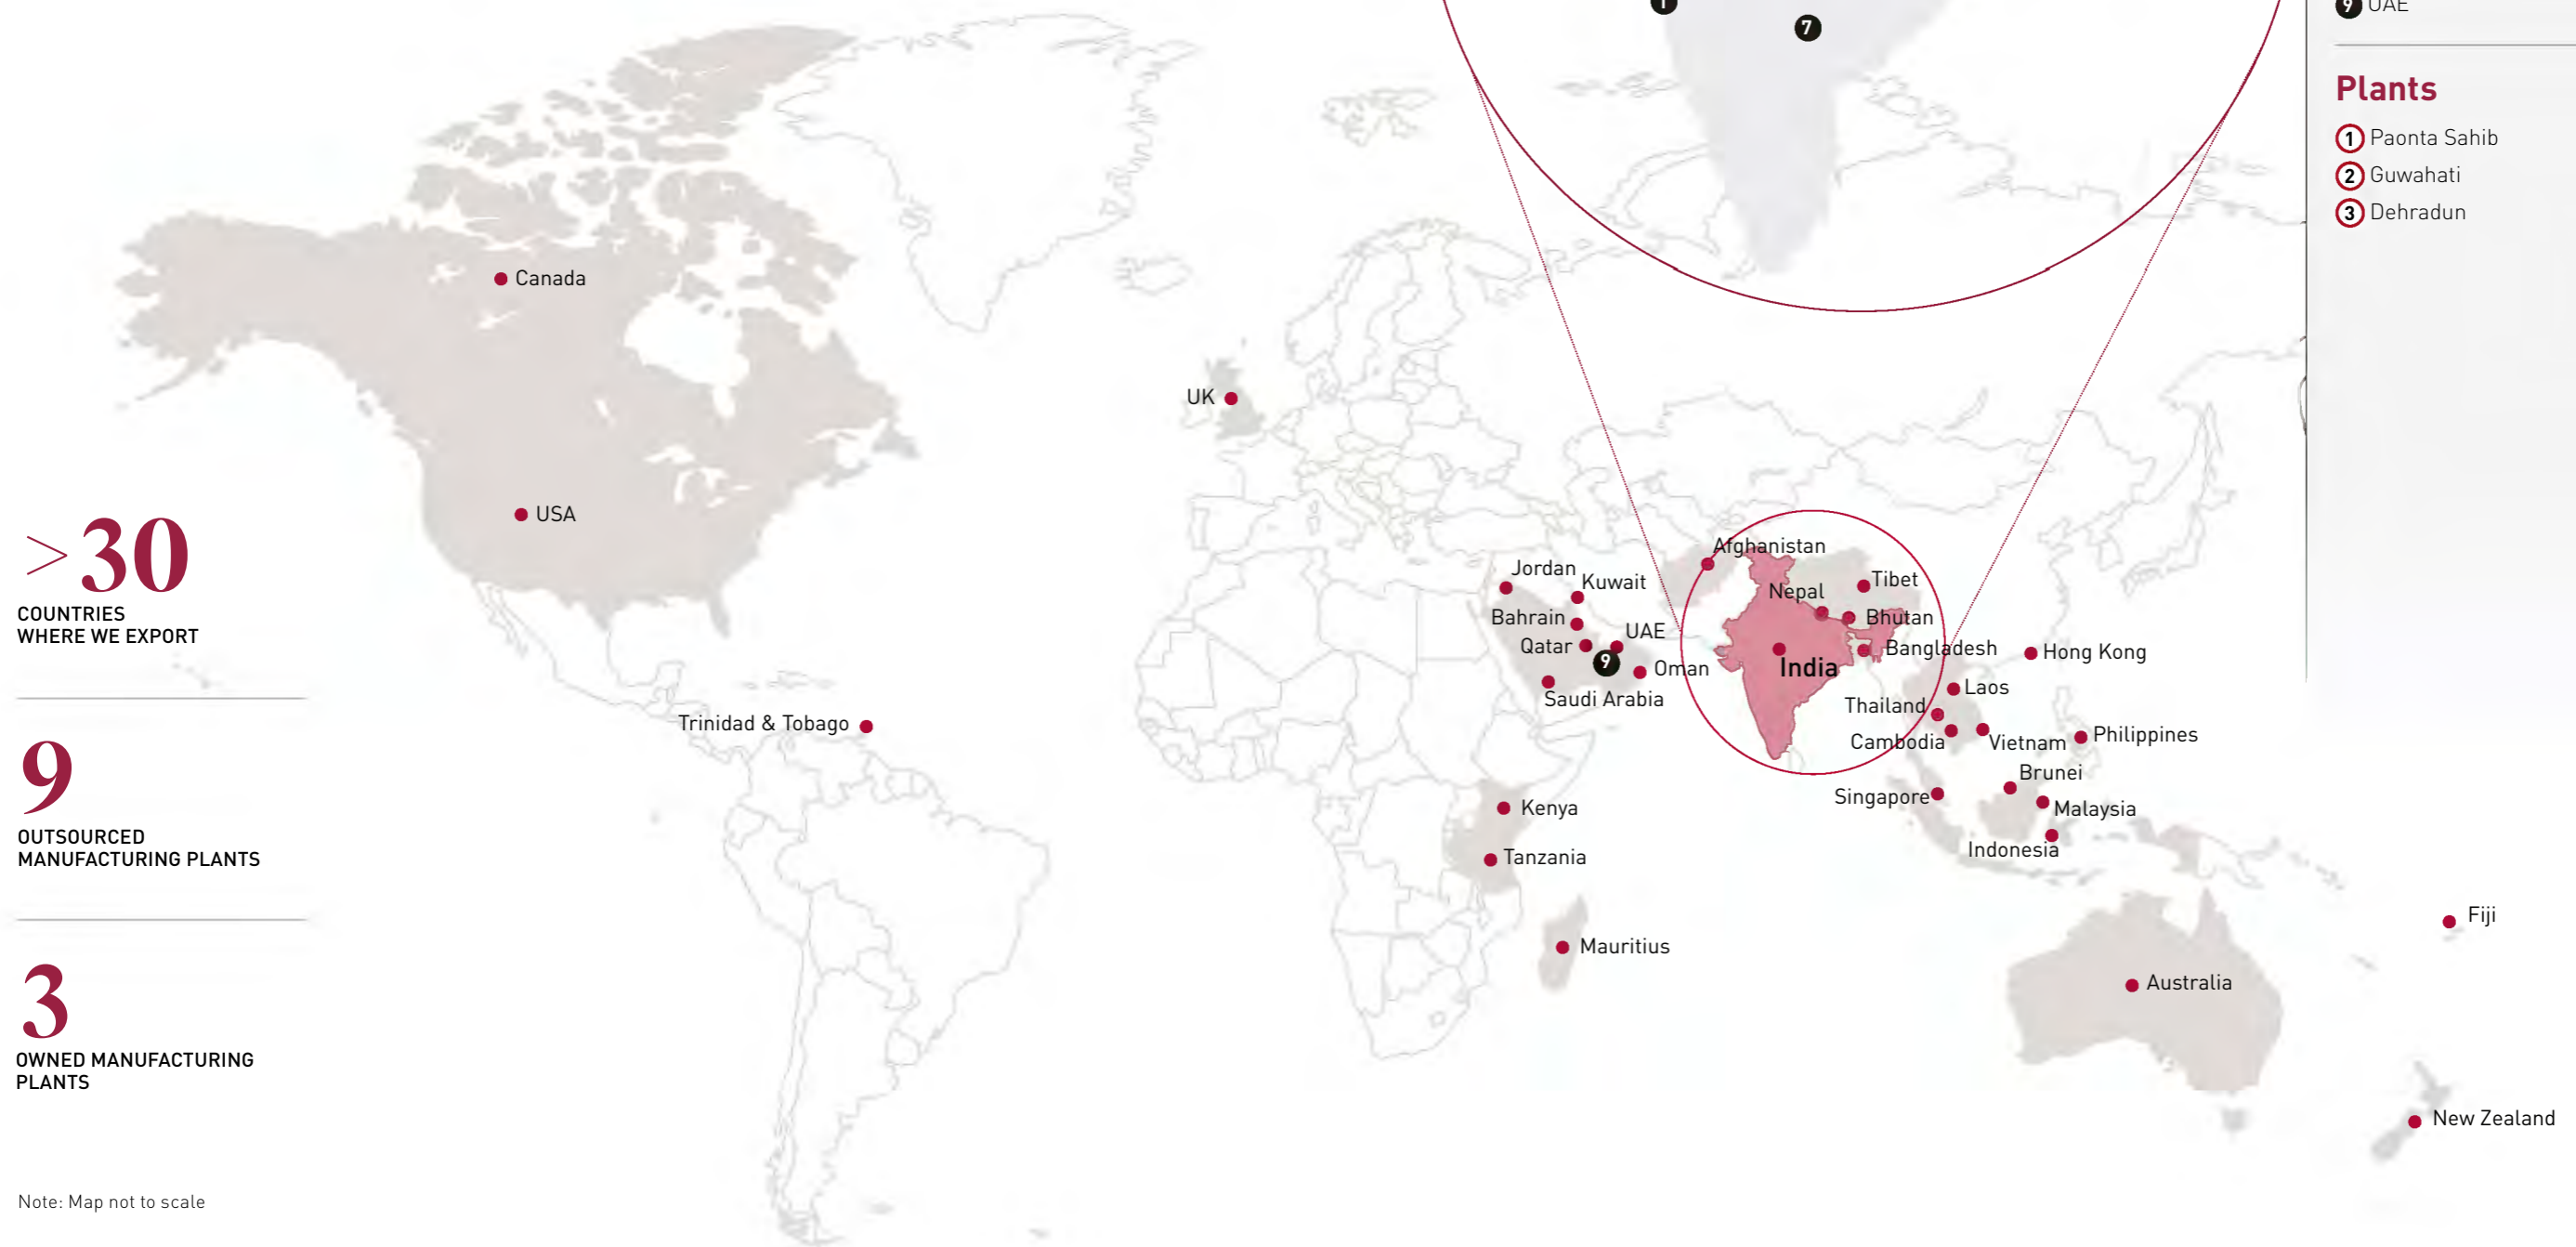 1
7
9 UAE
Plants
1 Paonta Sahib
2 Guwahati
3 Dehradun
Canada
UK
USA
>30
COUNTRIES
WHERE WE EXPORT
Afghanistan
Jordan
Kuwait
Tibet
Nepal
Bahrain
Bhutan
UAE
Qatar
Bangladesh
Hong Kong
9
India
Oman
Saudi Arabia
Laos
Thailand
Trinidad & Tobago
Cambodia
Vietnam
Philippines
9
OUTSOURCED
MANUFACTURING PLANTS
Brunei
Singapore
Malaysia
Kenya
Indonesia
Tanzania
Fiji
Mauritius
Australia
3
OWNED MANUFACTURING
PLANTS
New Zealand
Note: Map not to scale